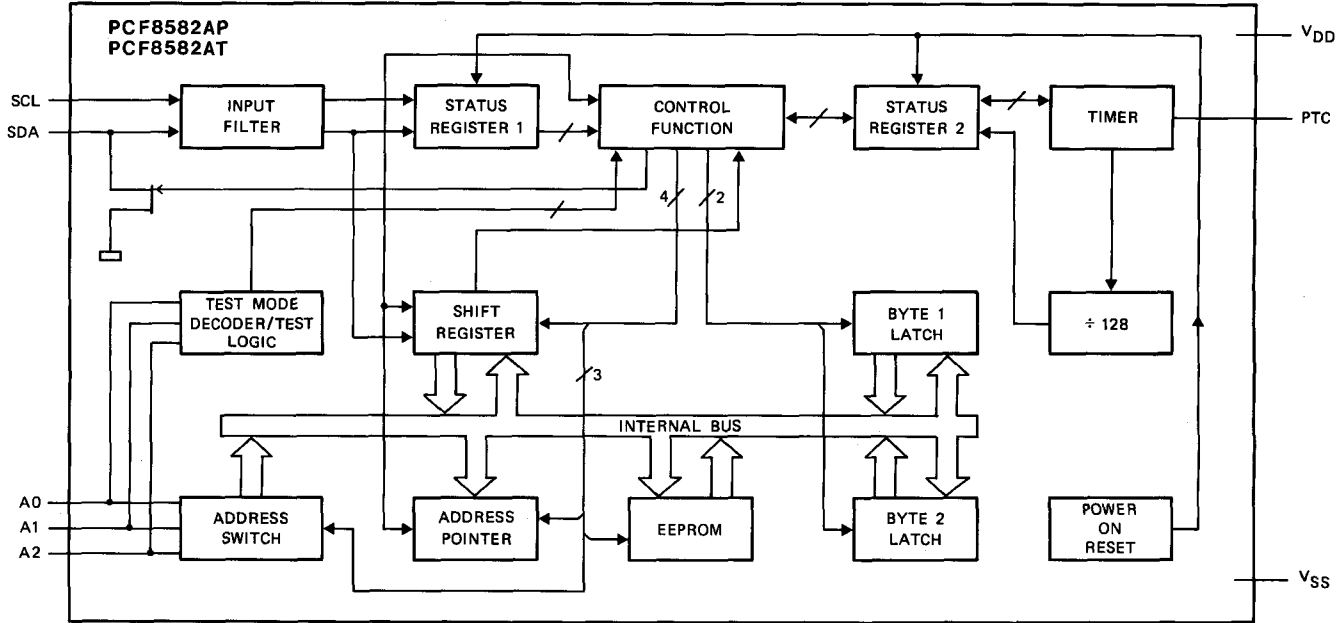 PCF8582AP
PCF8582AT
VDD
SCL
SDA
INPUT
FILTER
STATUS
REGISTER 1
CONTROL
FUNCTION
STATUS
REGISTER 2
TIMER
PTC
4
2
TEST MODE
DECODER/TEST
LOGIC
SHIFT
REGISTER
BYTE 1
LATCH
÷ 128
3
INTERNAL BUS
A0
A1
A2
ADDRESS
SWITCH
ADDRESS
POINTER
EEPROM
BYTE 2
LATCH
POWER
ON
RESET
VSS